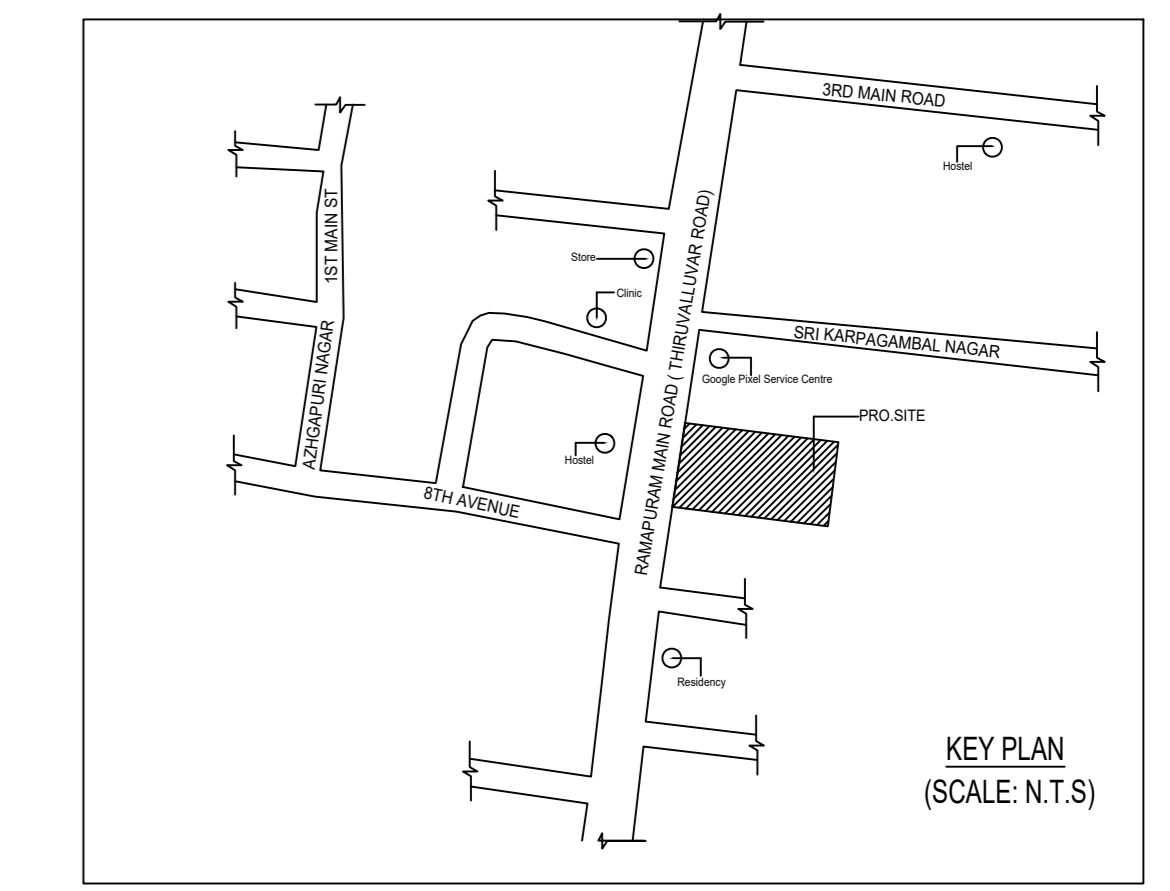 3RD MAIN ROAD
Hostel
1ST MAIN ST
Store
Clinic
RAMAPURAM MAIN ROAD ( THIRUVALLUVAR ROAD)
SRI KARPAGAMBAL NAGAR
Google Pixel Service Centre
AZHGAPURI NAGAR
PRO.SITE
Hostel
8TH AVENUE
Residency
KEY PLAN
(SCALE: N.T.S)